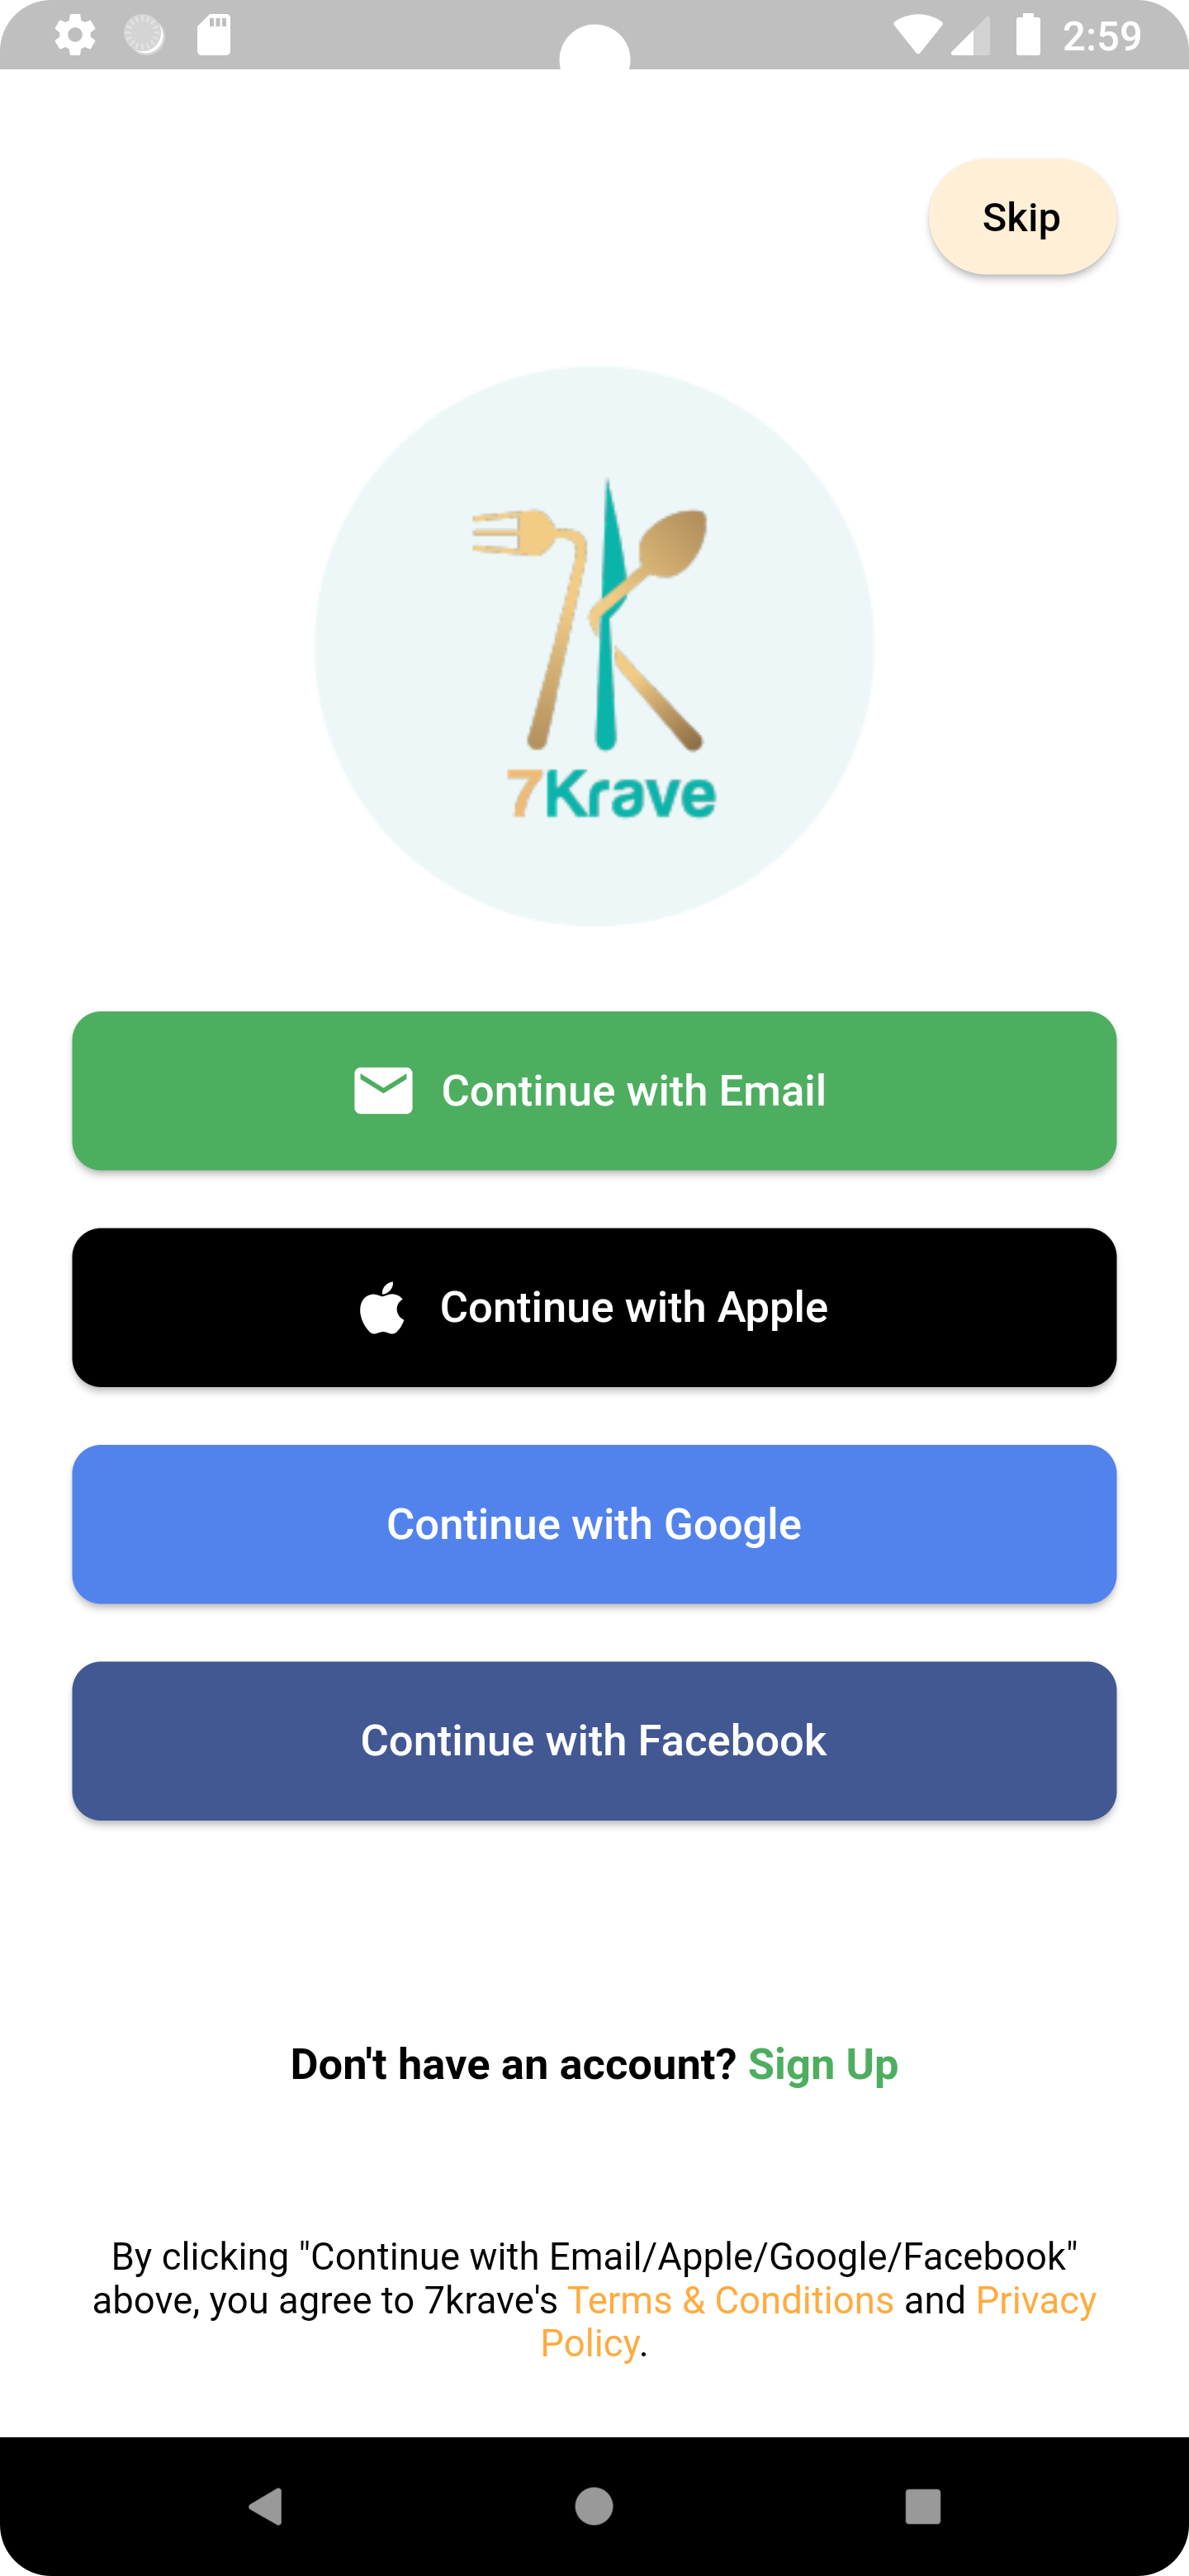 2:59
Skip
7Krave
Continue with Email
Continue with Apple
Continue with Google
Continue with Facebook
Don't have an account? Sign Up
By clicking "Continue with Email/Apple/Google/Facebook"
above, you agree to 7krave's Terms & Conditions and Privacy
Policy.